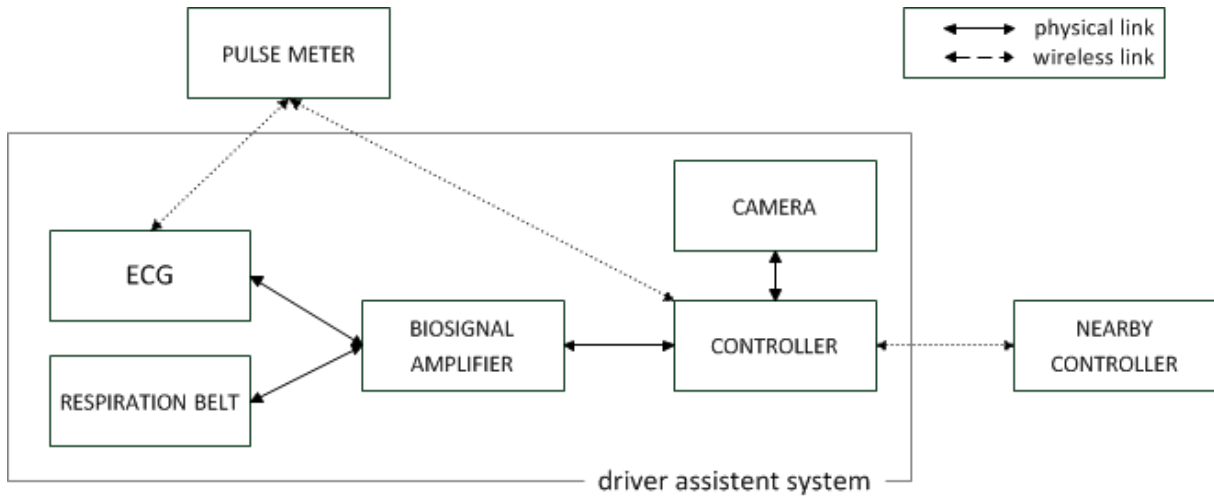 PULSE METER
physical link
wireless link
CAMERA
ECG
BIOSIGNAL
AMPLIFIER
CONTROLLER
NEARBY
CONTROLLER
RESPIRATION BELT
driver assistent system